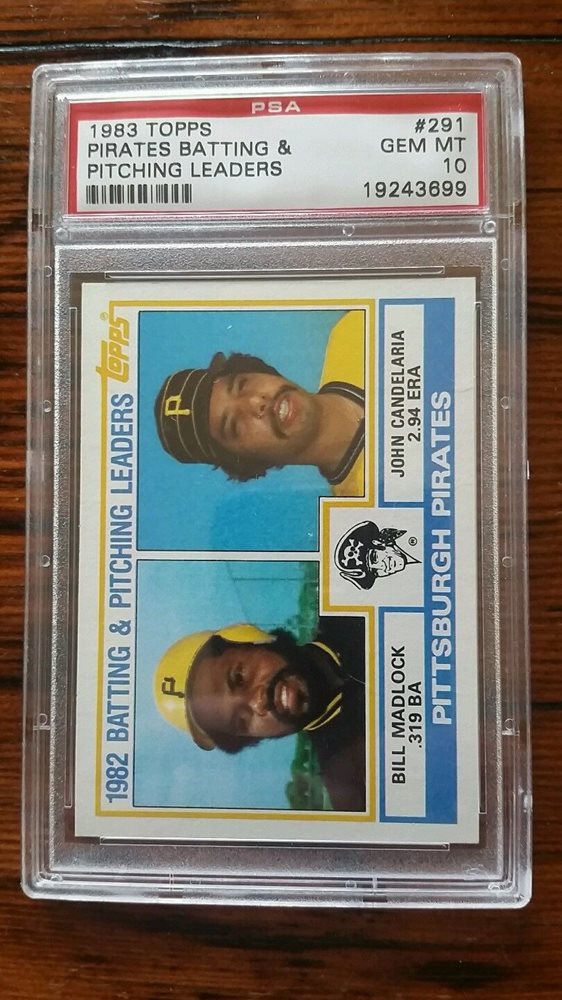 PSA
1983 TOPPS #291
PIRATES BATTING & GEM MT
PITCHING LEADERS 10
19243699
TOPPS®
1982 BATTING & PITCHING LEADERS
P
P
BILL MADLOCK
.319 BA
JOHN CANDELARIA
2.94 ERA
®
PITTSBURGH PIRATES